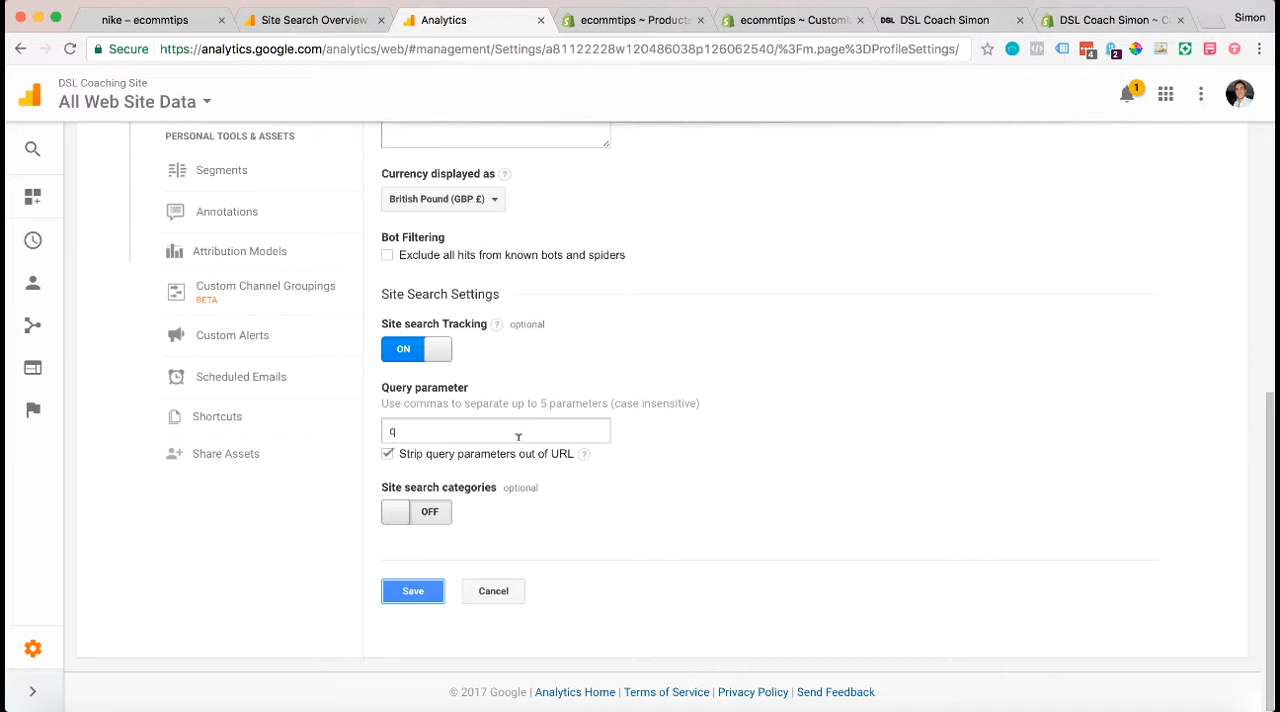 nike – ecommtips
Site Search Overview
Analytics
ecommtips ~ Products
ecommtips ~ Customi
DSL DSL Coach Simon
DSL Coach Simon ~ C
Simon
Secure https://analytics.google.com/analytics/web/#management/Settings/a81122228w120486038p126062540/%3Fm.page%3DProfileSettings/
4
2
DSL Coaching Site
All Web Site Data
1
PERSONAL TOOLS & ASSETS
Segments
Annotations
Attribution Models
Custom Channel Groupings
BETA
Custom Alerts
Scheduled Emails
Shortcuts
Share Assets
Currency displayed as ?
British Pound (GBP £)
Bot Filtering
Exclude all hits from known bots and spiders
Site Search Settings
Site search Tracking ? optional
ON
Query parameter
Use commas to separate up to 5 parameters (case insensitive)
q
Strip query parameters out of URL ?
Site search categories optional
OFF
Save Cancel
© 2017 Google | Analytics Home | Terms of Service | Privacy Policy | Send Feedback